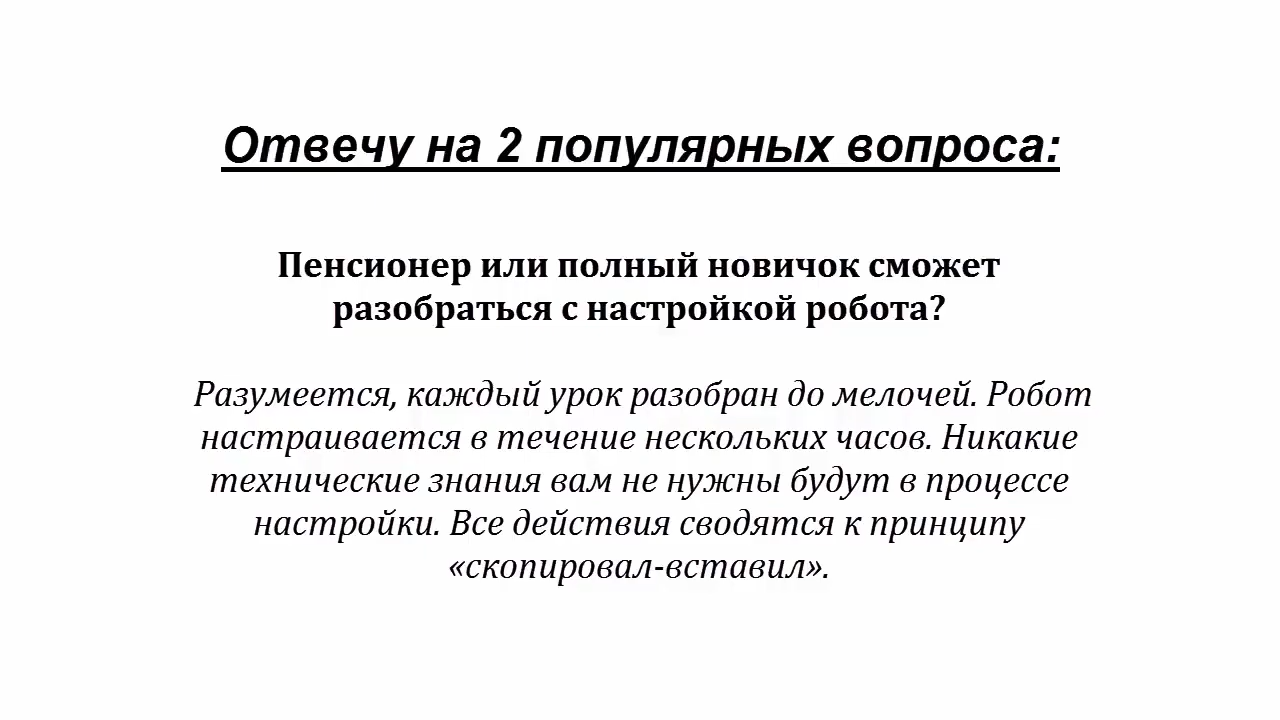 Отвечу на 2 популярных вопроса:
Пенсионер или полный новичок сможет
разобраться с настройкой робота?
Разумеется, каждый урок разобран до мелочей. Робот
настраивается в течение нескольких часов. Никакие
технические знания вам не нужны будут в процессе
настройки. Все действия сводятся к принципу
«скопировал-вставил».